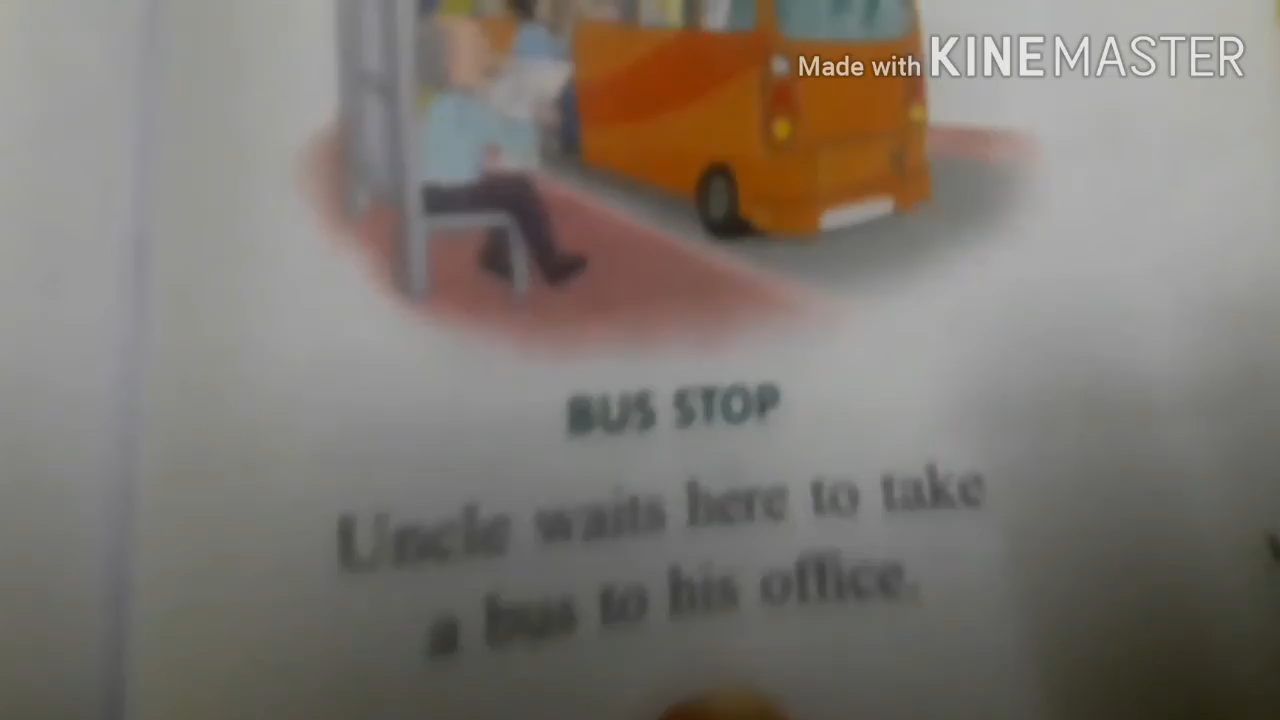 Made with KINEMASTER
BUS STOP
Uncle waits here to take
a bus to his office.